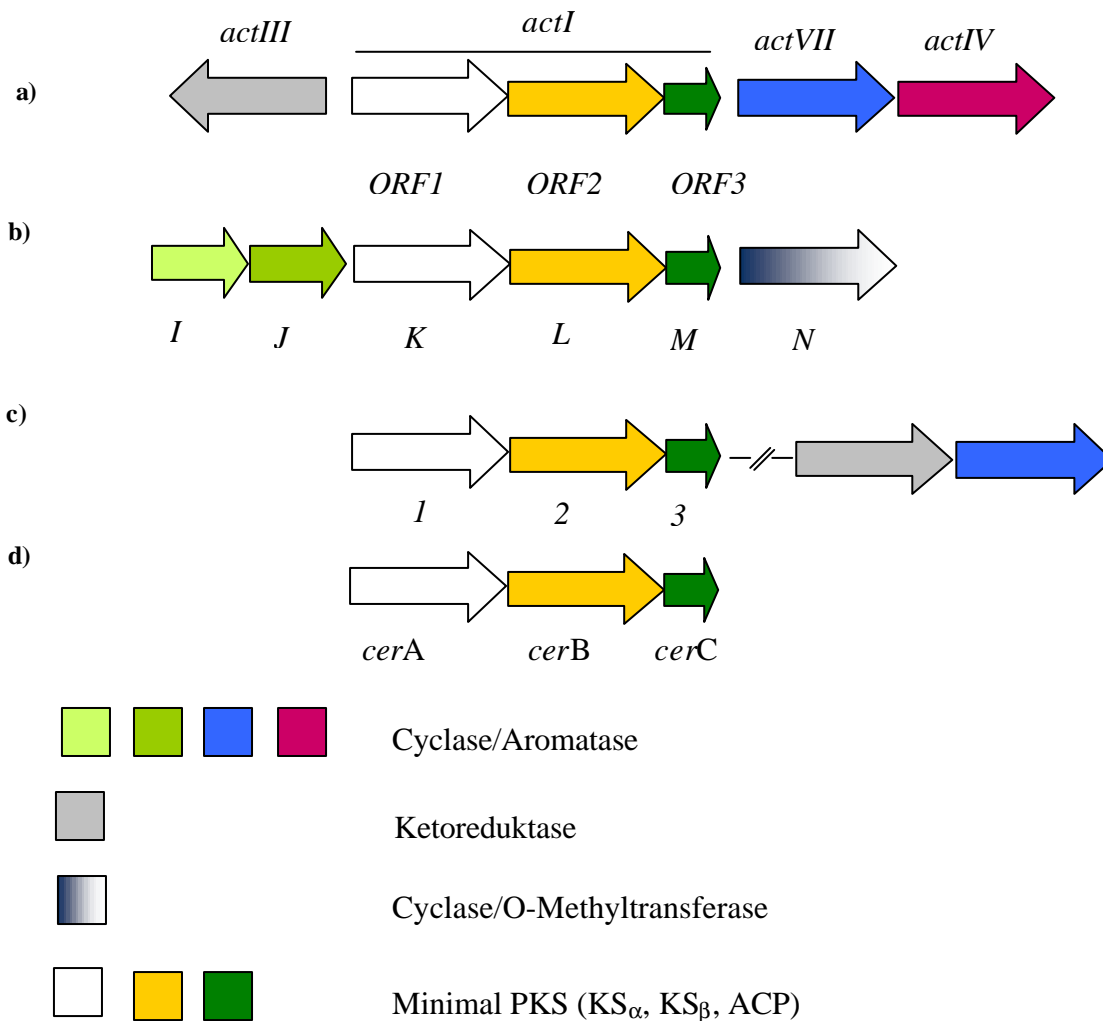 actIII actI actVII actIV
a)
ORF1 ORF2 ORF3
b)
I J K L M N
c)
1 2 3
d)
cerA cerB cerC
Cyclase/Aromatase
Ketoreduktase
Cyclase/O-Methyltransferase
Minimal PKS (KSα, KSβ, ACP)